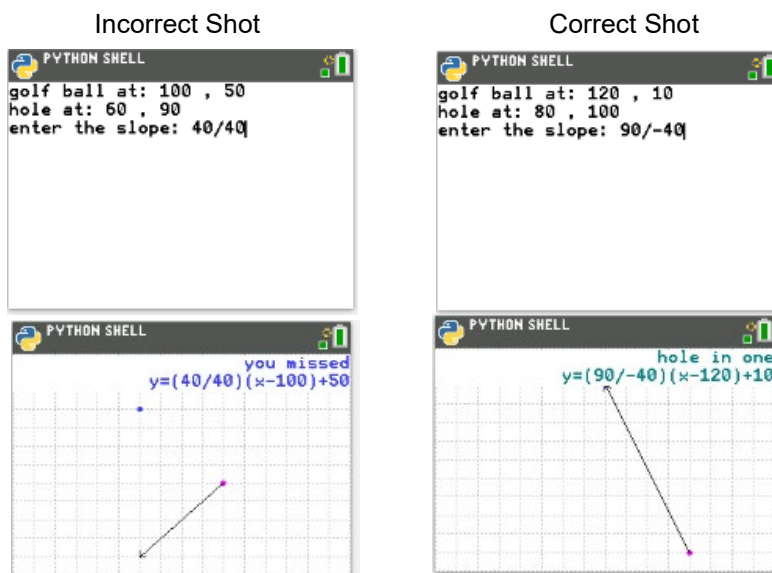 Incorrect Shot
PYTHON SHELL
golf ball at: 100 , 50
hole at: 60 , 90
enter the slope: 40/40
PYTHON SHELL
you missed
y=(40/40)(x-100)+50
Correct Shot
PYTHON SHELL
golf ball at: 120 , 10
hole at: 80 , 100
enter the slope: 90/-40
PYTHON SHELL
hole in one
y=(90/-40)(x-120)+10